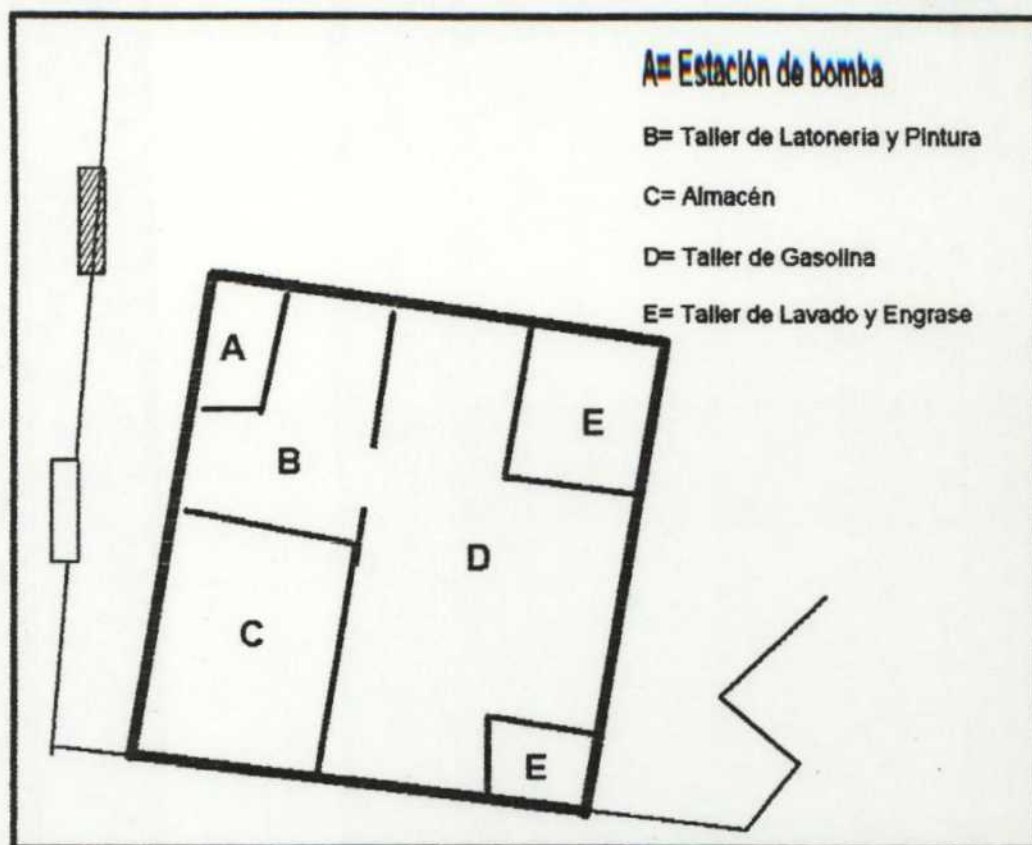 A= Estación de bomba
B= Taller de Latoneria y Pintura
C= Almacén
D= Taller de Gasolina
E= Taller de Lavado y Engrase
A
E
B
D
C
E